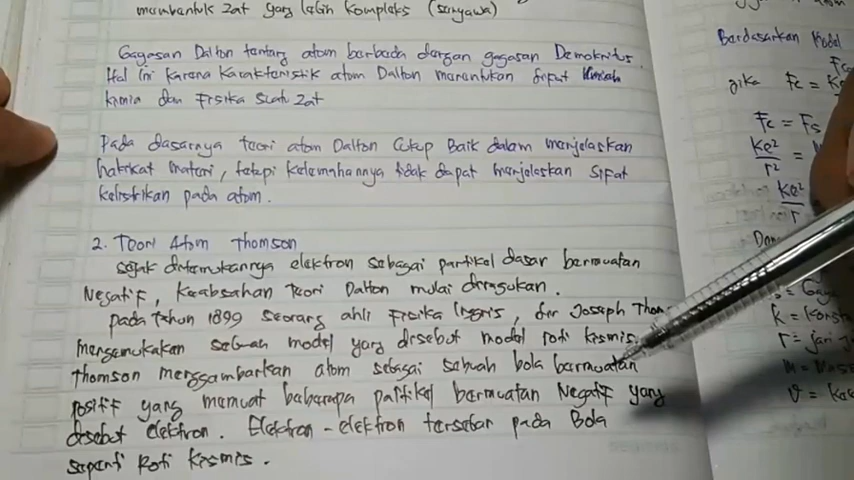 membentuk zat yang lebih kompleks (senyawa)
Gagasan Dalton tentang atom berbeda dengan gagasan Demokritus.
Hal ini karena karakteristik atom Dalton menentukan sifat
kimia dan Fisika suatu zat
Pada dasarnya teori atom Dalton Cukup Baik dalam menjelaskan
hakikat materi, tetapi kelemahannya tidak dapat menjelaskan sifat
kelistrikan pada atom.
2. Teori Atom Thomson
sejak ditemukannya elektron sebagai partikel dasar bermuatan
Negatif, keabsahan Teori Dalton mulai diragukan.
pada tahun 1899 seorang ahli Fisika Inggris, Sir Joseph Thom
mengemukakan sebuah model yang disebut model roti kismis
Thomson menggambarkan atom sebagai sebuah bola bermuatan
positif yang memuat beberapa partikel bermuatan Negatif yang
disebut elektron. Elektron-elektron tersebar pada Bola
seperti Roti kismis.
Berdasarkan Model
jika Fc =
Fc = Fs
Ke²/r² =
Ke²/r